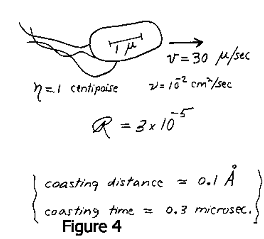 1 μ
v = 30 μ/sec
η = 1 centipoise
ν = 10⁻² cm²/sec
R = 3 x 10⁻⁵
coasting distance = 0.1 Å
coasting time = 0.3 microsec.
Figure 4